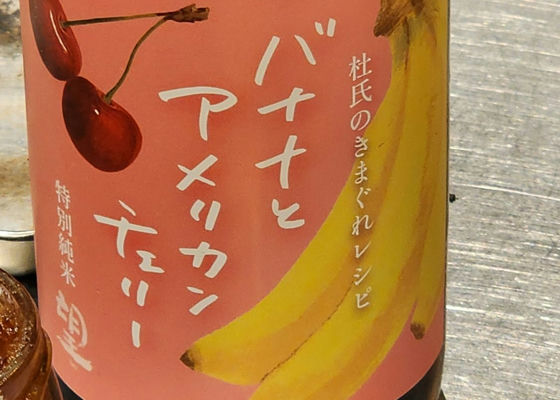 杜氏のきまぐれレシピ
バナナと
アメリカン
チェリー
特別純米
望